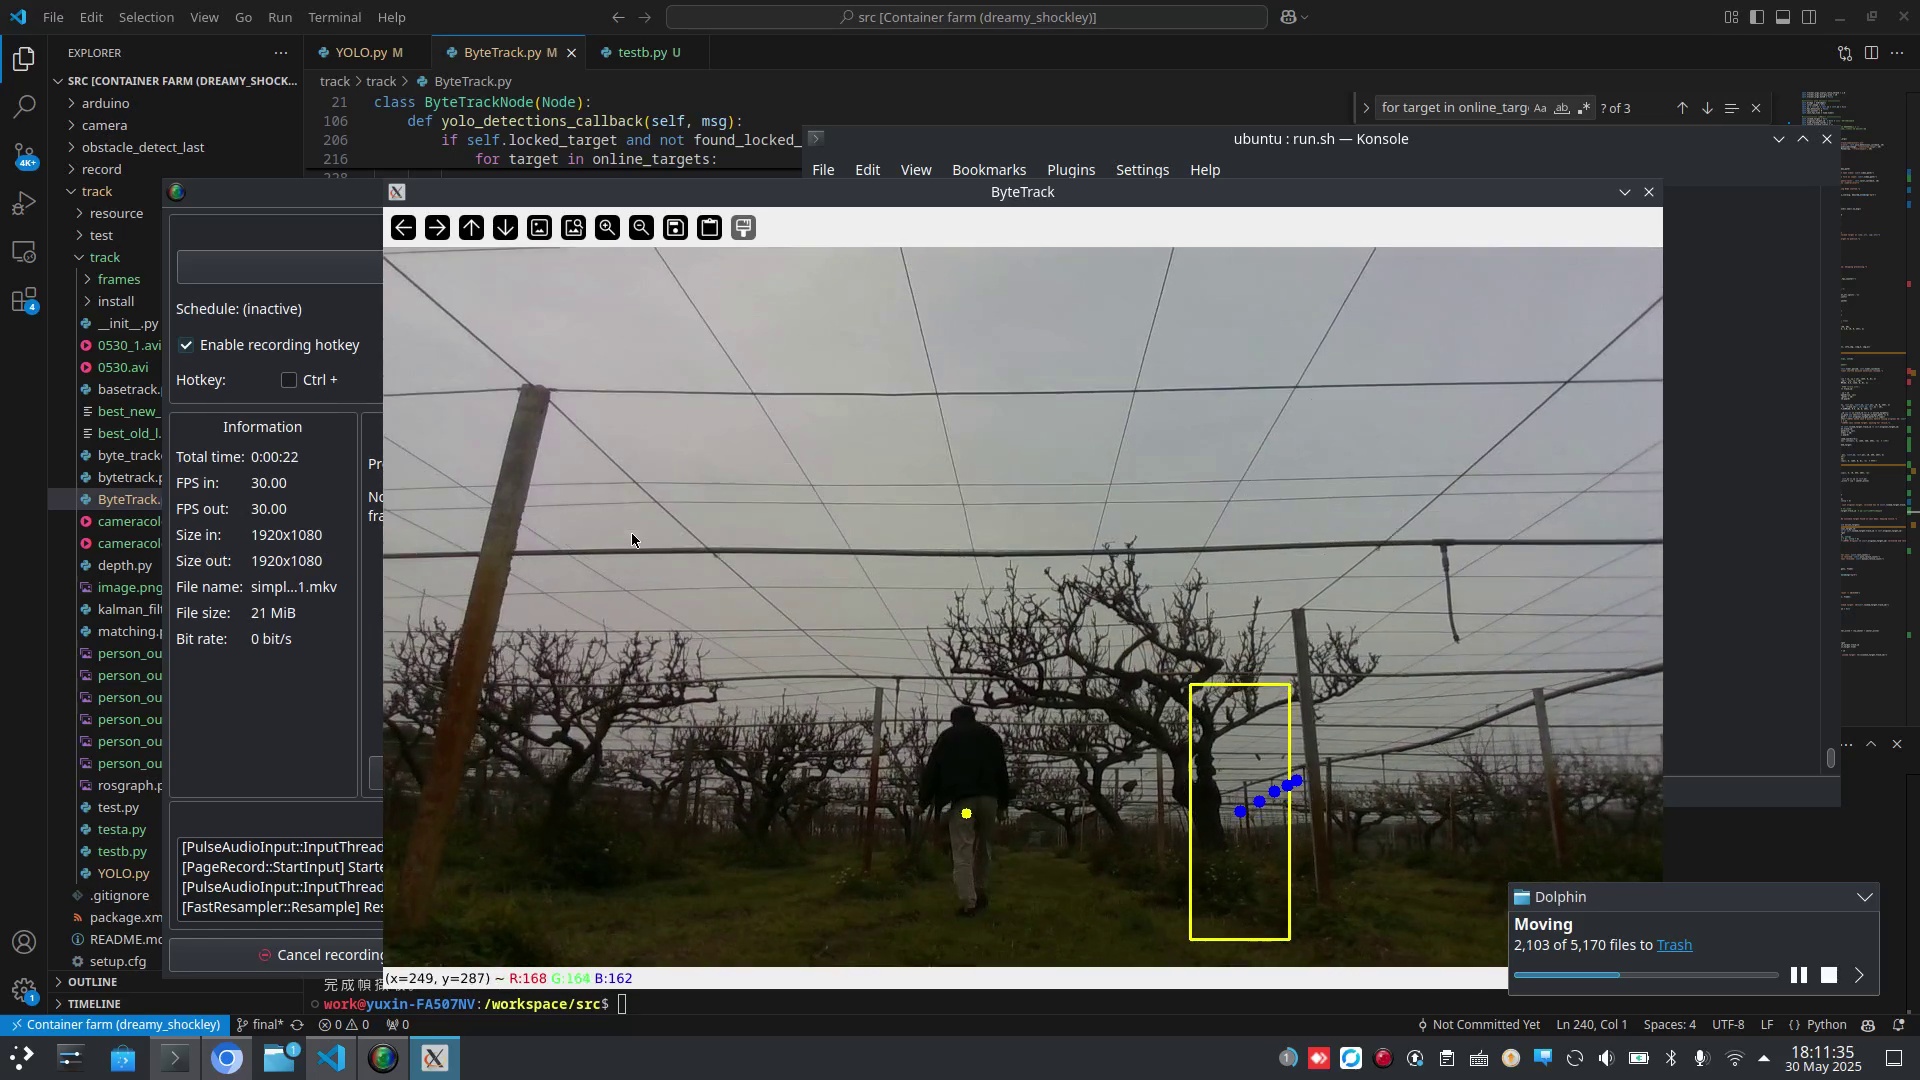 File Edit Selection View Go Run Terminal Help
src [Container farm (dreamy_shockley)]
EXPLORER
YOLO.py M
ByteTrack.py M
testb.py U
SRC [CONTAINER FARM (DREAMY_SHOCK...
track > track > ByteTrack.py
21 class ByteTrackNode(Node):
106 def yolo_detections_callback(self, msg):
206 if self.locked_target and not found_locked_
216 for target in online_targets:
for target in online_targ
Aa ab
? of 3
arduino
camera
obstacle_detect_last
record
track
resource
test
track
frames
install
__init__.py
0530_1.avi
0530.avi
basetrack.
best_new_
best_old_l.
byte_track
bytetrack.p
ByteTrack.
cameracol
cameracol
depth.py
image.png
kalman_filt
matching.p
person_ou
person_ou
person_ou
person_ou
person_ou
person_ou
rosgraph.p
test.py
testa.py
testb.py
YOLO.py
.gitignore
package.xm
README.md
setup.cfg
OUTLINE
TIMELINE
4K+
4
1
ubuntu : run.sh — Konsole
File Edit View Bookmarks Plugins Settings Help
ByteTrack
Schedule: (inactive)
Enable recording hotkey
Hotkey: Ctrl +
Information
Total time: 0:00:22
FPS in: 30.00
FPS out: 30.00
Size in: 1920x1080
Size out: 1920x1080
File name: simpl...1.mkv
File size: 21 MiB
Bit rate: 0 bit/s
Pr
No
fra
[PulseAudioInput::InputThread
[PageRecord::StartInput] Starte
[PulseAudioInput::InputThread
[FastResampler::Resample] Res
Cancel recording
(x=249, y=287) ~ R:168 G:164 B:162
work@yuxin-FA507NV:/workspace/src$
Dolphin
Moving
2,103 of 5,170 files to Trash
Container farm (dreamy_shockley)
final*
0 0
0
Not Committed Yet
Ln 240, Col 1
Spaces: 4
UTF-8
LF
{} Python
1
1
18:11:35
30 May 2025